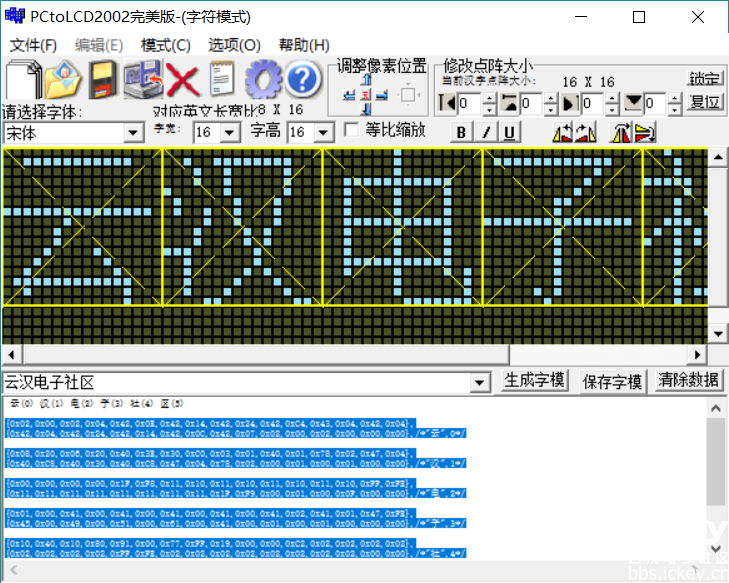 PCtoLCD2002完美版-(字符模式)
文件(F) 编辑(E) 模式(C) 选项(O) 帮助(H)
调整像素位置 修改点阵大小
当前汉字点阵大小: 16 X 16 锁定
0 0 0 0 复位
请选择字体: 对应英文长宽比8 X 16
宋体 字宽: 16 字高 16 等比缩放 B I U
云汉电子社区 生成字模 保存字模 清除数据
云(0) 汉(1) 电(2) 子(3) 社(4) 区(5)
{0x02,0x00,0x02,0x04,0x42,0x0E,0x42,0x14,0x42,0x24,0x42,0xC4,0x43,0x04,0x42,0x04},
{0x42,0x04,0x42,0x24,0x42,0x14,0x42,0x0C,0x42,0x07,0x02,0x00,0x02,0x00,0x00,0x00},/*"云",0*/
{0x08,0x20,0x06,0x20,0x40,0x3E,0x30,0xC0,0x03,0x01,0x40,0x01,0x78,0x02,0x47,0x04},
{0x40,0xC8,0x40,0x30,0x40,0xC8,0x47,0x04,0x78,0x02,0x00,0x01,0x00,0x01,0x00,0x00},/*"汉",1*/
{0x00,0x00,0x00,0x00,0x1F,0xF8,0x11,0x10,0x11,0x10,0x11,0x10,0x11,0x10,0xFF,0xFE},
{0x11,0x11,0x11,0x11,0x11,0x11,0x11,0x11,0x1F,0xF9,0x00,0x01,0x00,0x0F,0x00,0x00},/*"电",2*/
{0x01,0x00,0x41,0x00,0x41,0x00,0x41,0x00,0x41,0x00,0x41,0x02,0x41,0x01,0x47,0xFE},
{0x45,0x00,0x49,0x00,0x51,0x00,0x61,0x00,0x41,0x00,0x01,0x00,0x01,0x00,0x00,0x00},/*"子",3*/
{0x10,0x40,0x10,0x80,0x91,0x00,0x77,0xFF,0x19,0x00,0x00,0xC2,0x02,0x02,0x02,0x02},
{0x02,0x02,0x02,0x02,0xFF,0xFE,0x02,0x02,0x02,0x02,0x02,0x02,0x02,0x02,0x00,0x00},/*"社",4*/
bbs.ickey.cn